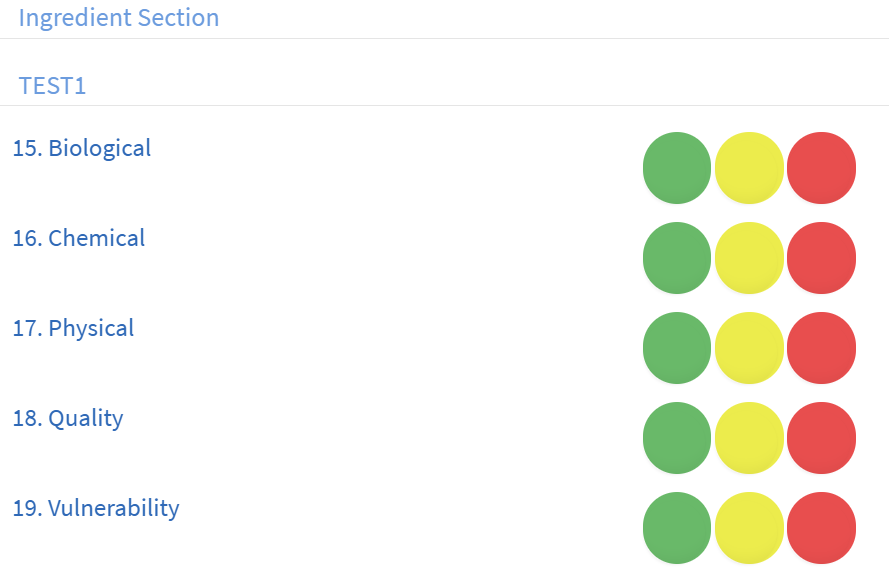 Ingredient Section
TEST1
15. Biological
16. Chemical
17. Physical
18. Quality
19. Vulnerability